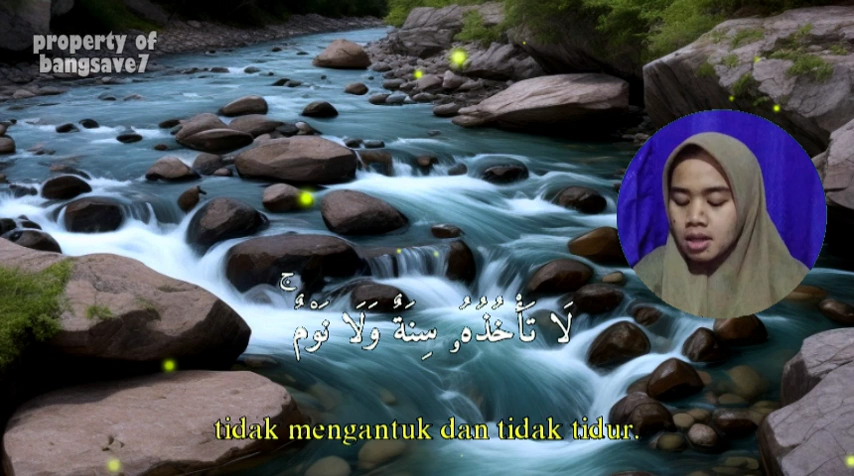 property of
bangsave7
لَا تَأْخُذُهُۥ سِنَةٌ وَلَا نَوْمٌ ۚ
tidak mengantuk dan tidak tidur.